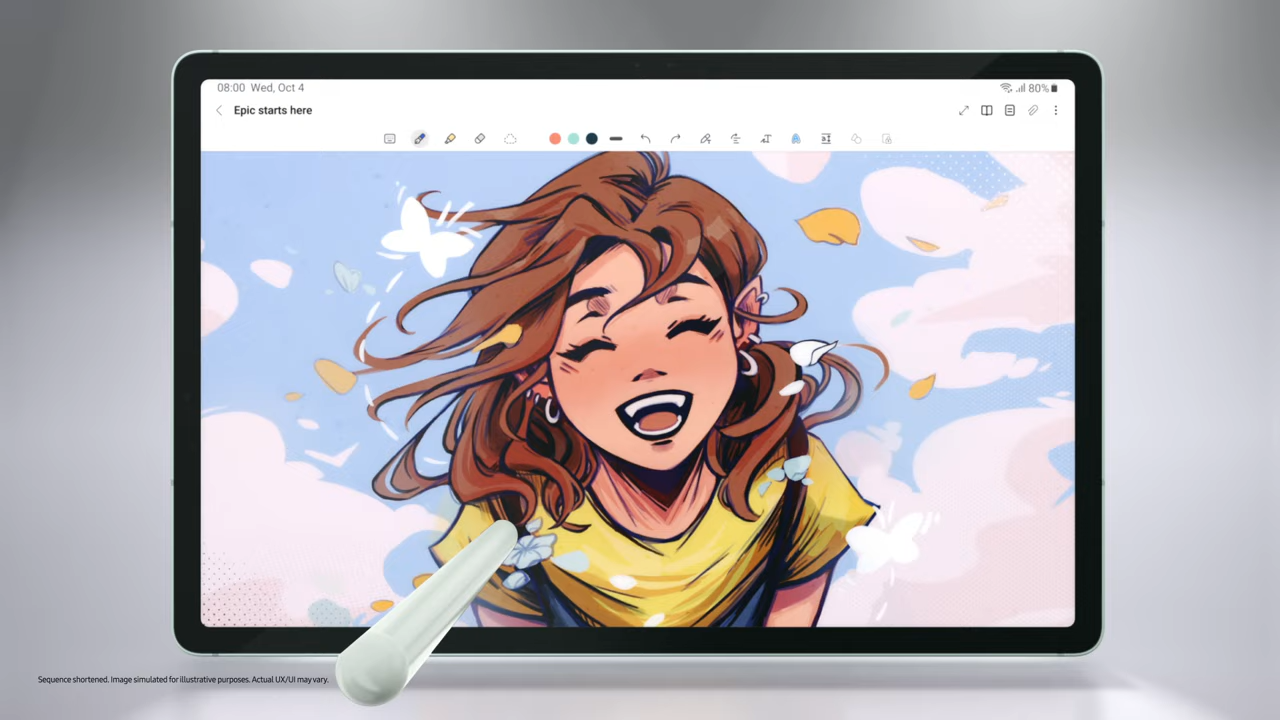 08:00 Wed, Oct 4
80%
Epic starts here
Sequence shortened. Image simulated for illustrative purposes. Actual UX/UI may vary.